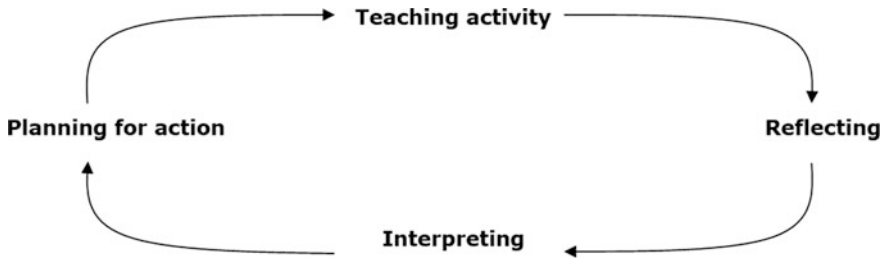 Teaching activity
Planning for action
Reflecting
Interpreting